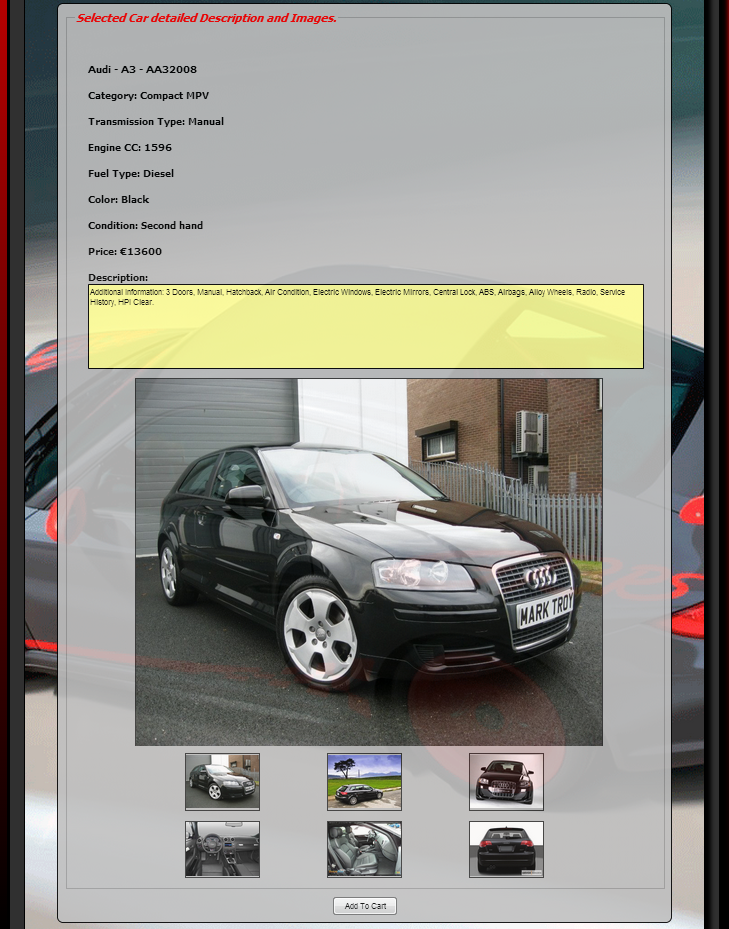 Selected Car detailed Description and Images.
Audi - A3 - AA32008
Category: Compact MPV
Transmission Type: Manual
Engine CC: 1596
Fuel Type: Diesel
Color: Black
Condition: Second hand
Price: €13600
Description:
Additional Information: 3 Doors, Manual, Hatchback, Air Condition, Electric Windows, Electric Mirrors, Central Lock, ABS, Airbags, Alloy Wheels, Radio, Service
History, HPI Clear.
MARK TROY
Add To Cart